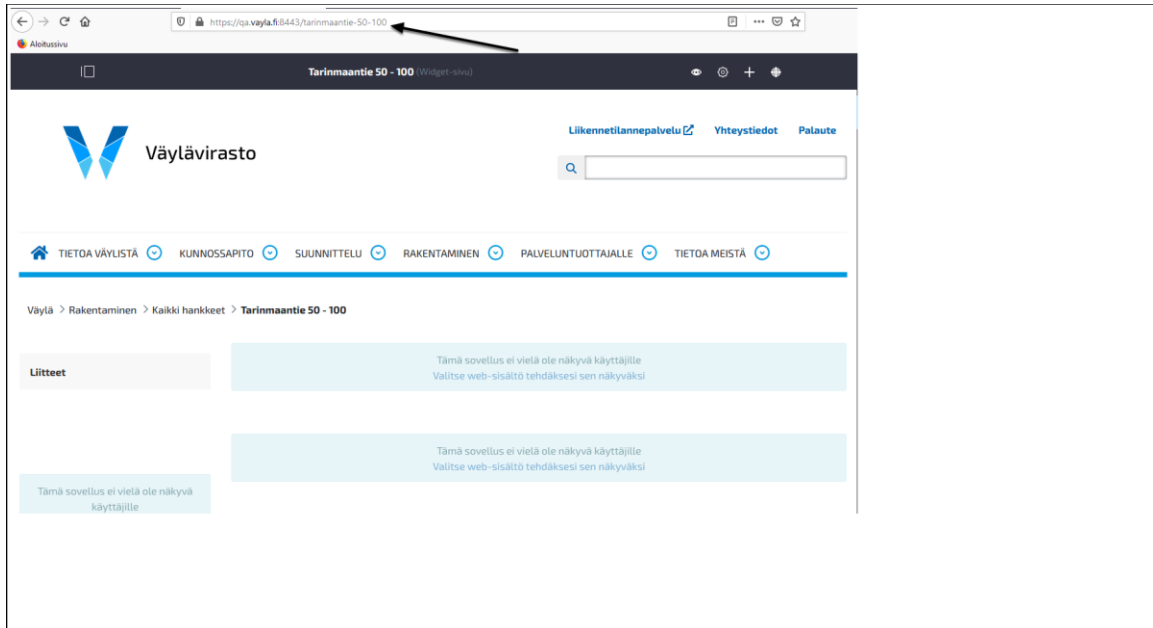 https://qa.vayla.fi:8443/tarinmaantie-50-100
Aloitussivu
Tarinmaantie 50 - 100 (Widget-sivu)
Liikennetilannepalvelu Yhteystiedot Palaute
Väylävirasto
TIETOA VÄYLISTÄ KUNNOSSAPITO SUUNNITTELU RAKENTAMINEN PALVELUNTUOTTAJALLE TIETOA MEISTÄ
Väylä > Rakentaminen > Kaikki hankkeet > Tarinmaantie 50 - 100
Liitteet
Tämä sovellus ei vielä ole näkyvä käyttäjille
Valitse web-sisältö tehdäksesi sen näkyväksi
Tämä sovellus ei vielä ole näkyvä käyttäjille
Valitse web-sisältö tehdäksesi sen näkyväksi
Tämä sovellus ei vielä ole näkyvä
käyttäjille